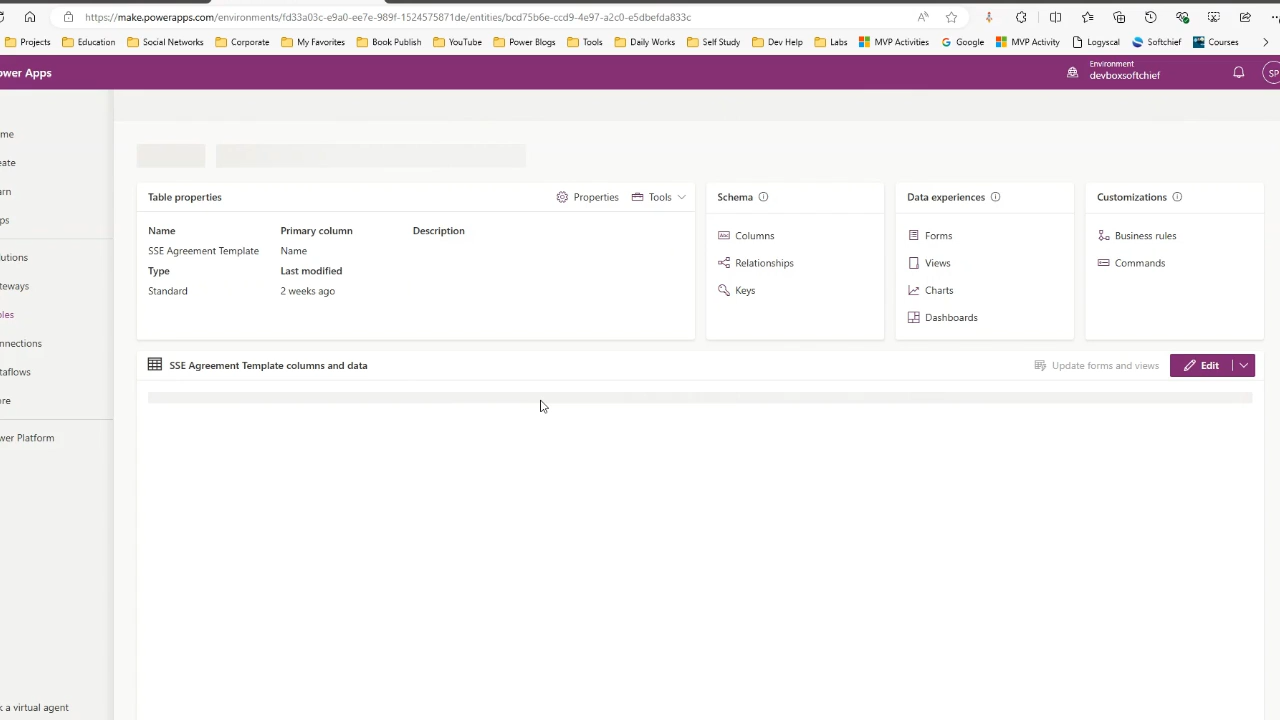 https://make.powerapps.com/environments/fd33a03c-e9a0-ee7e-989f-1524575871de/entities/bcd75b6e-ccd9-4e97-a2c0-e5dbefda833c
Projects Education Social Networks Corporate My Favorites Book Publish YouTube Power Blogs Tools Daily Works Self Study Dev Help Labs MVP Activities Google MVP Activity Logyscal Softchief Courses
ower Apps
Environment
devboxsoftchief
SP
me
eate
arn
ps
lutions
teways
les
nnections
taflows
ore
wer Platform
k a virtual agent
Table properties
Properties Tools
Name Primary column Description
SSE Agreement Template Name
Type Last modified
Standard 2 weeks ago
Schema
Columns
Relationships
Keys
Data experiences
Forms
Views
Charts
Dashboards
Customizations
Business rules
Commands
SSE Agreement Template columns and data
Update forms and views
Edit